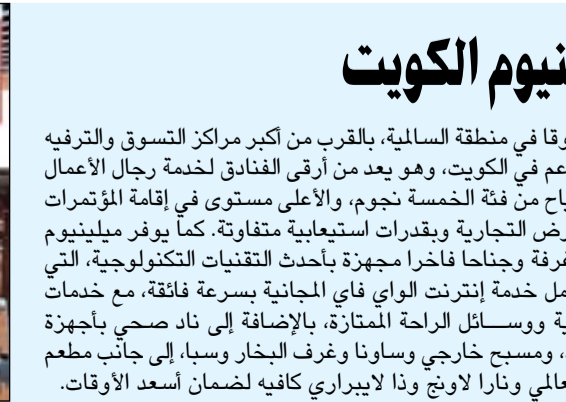 نيوم الكويت
وقا في منطقة السالمية، بالقرب من أكبر مراكز التسوق والترفيه
عم في الكويت، وهو يعد من أرقى الفنادق لخدمة رجال الأعمال
ياح من فئة الخمسة نجوم، والأعلى مستوى في إقامة المؤتمرات
رض التجارية وبقدرات استيعابية متفاوتة. كما يوفر ميلينيوم
غرفة وجناحا فاخرا مجهزة بأحدث التقنيات التكنولوجية، التي
مل خدمة إنترنت الواي فاي المجانية بسرعة فائقة، مع خدمات
ية ووسائل الراحة الممتازة، بالإضافة إلى ناد صحي بأجهزة
، ومسبح خارجي وساونا وغرف البخار وسبا، إلى جانب مطعم
عالمي ونارا لاونج وذا لايبراري كافيه لضمان أسعد الأوقات.